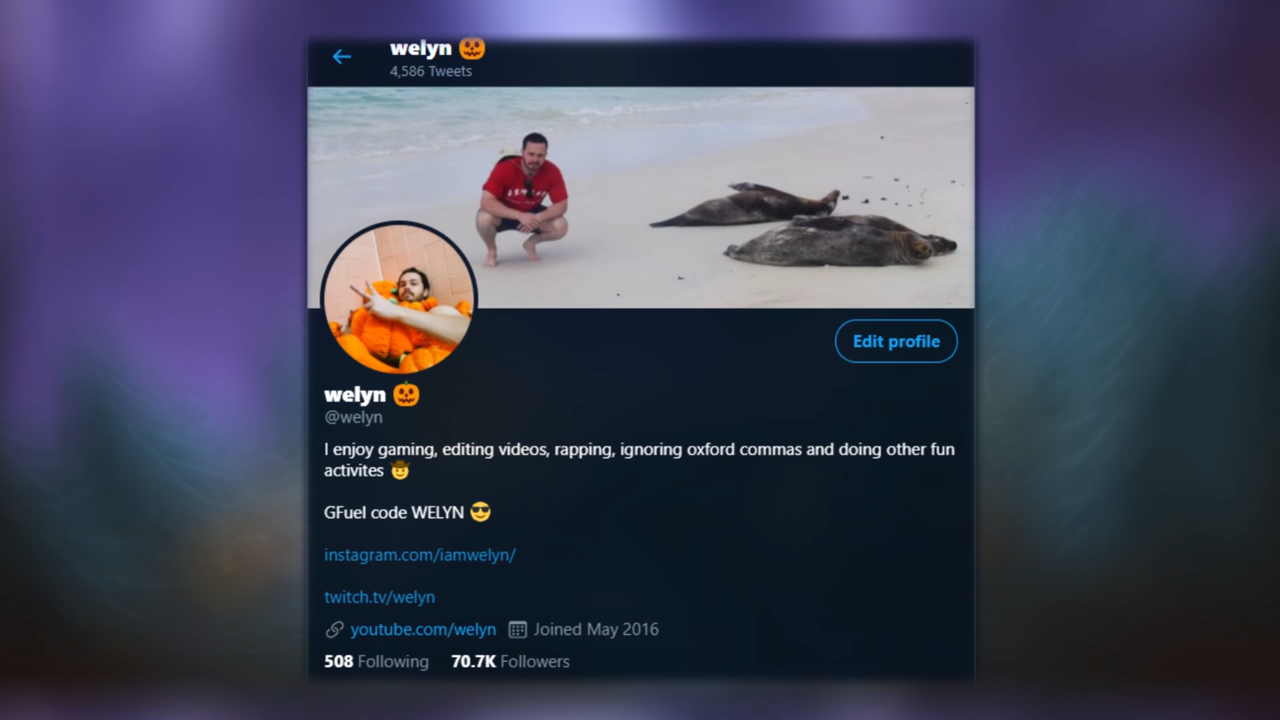 welyn 🎃
4,586 Tweets
Edit profile
welyn 🎃
@welyn
I enjoy gaming, editing videos, rapping, ignoring oxford commas and doing other fun
activites 🤠
GFuel code WELYN 😎
instagram.com/iamwelyn/
twitch.tv/welyn
youtube.com/welyn Joined May 2016
508 Following 70.7K Followers